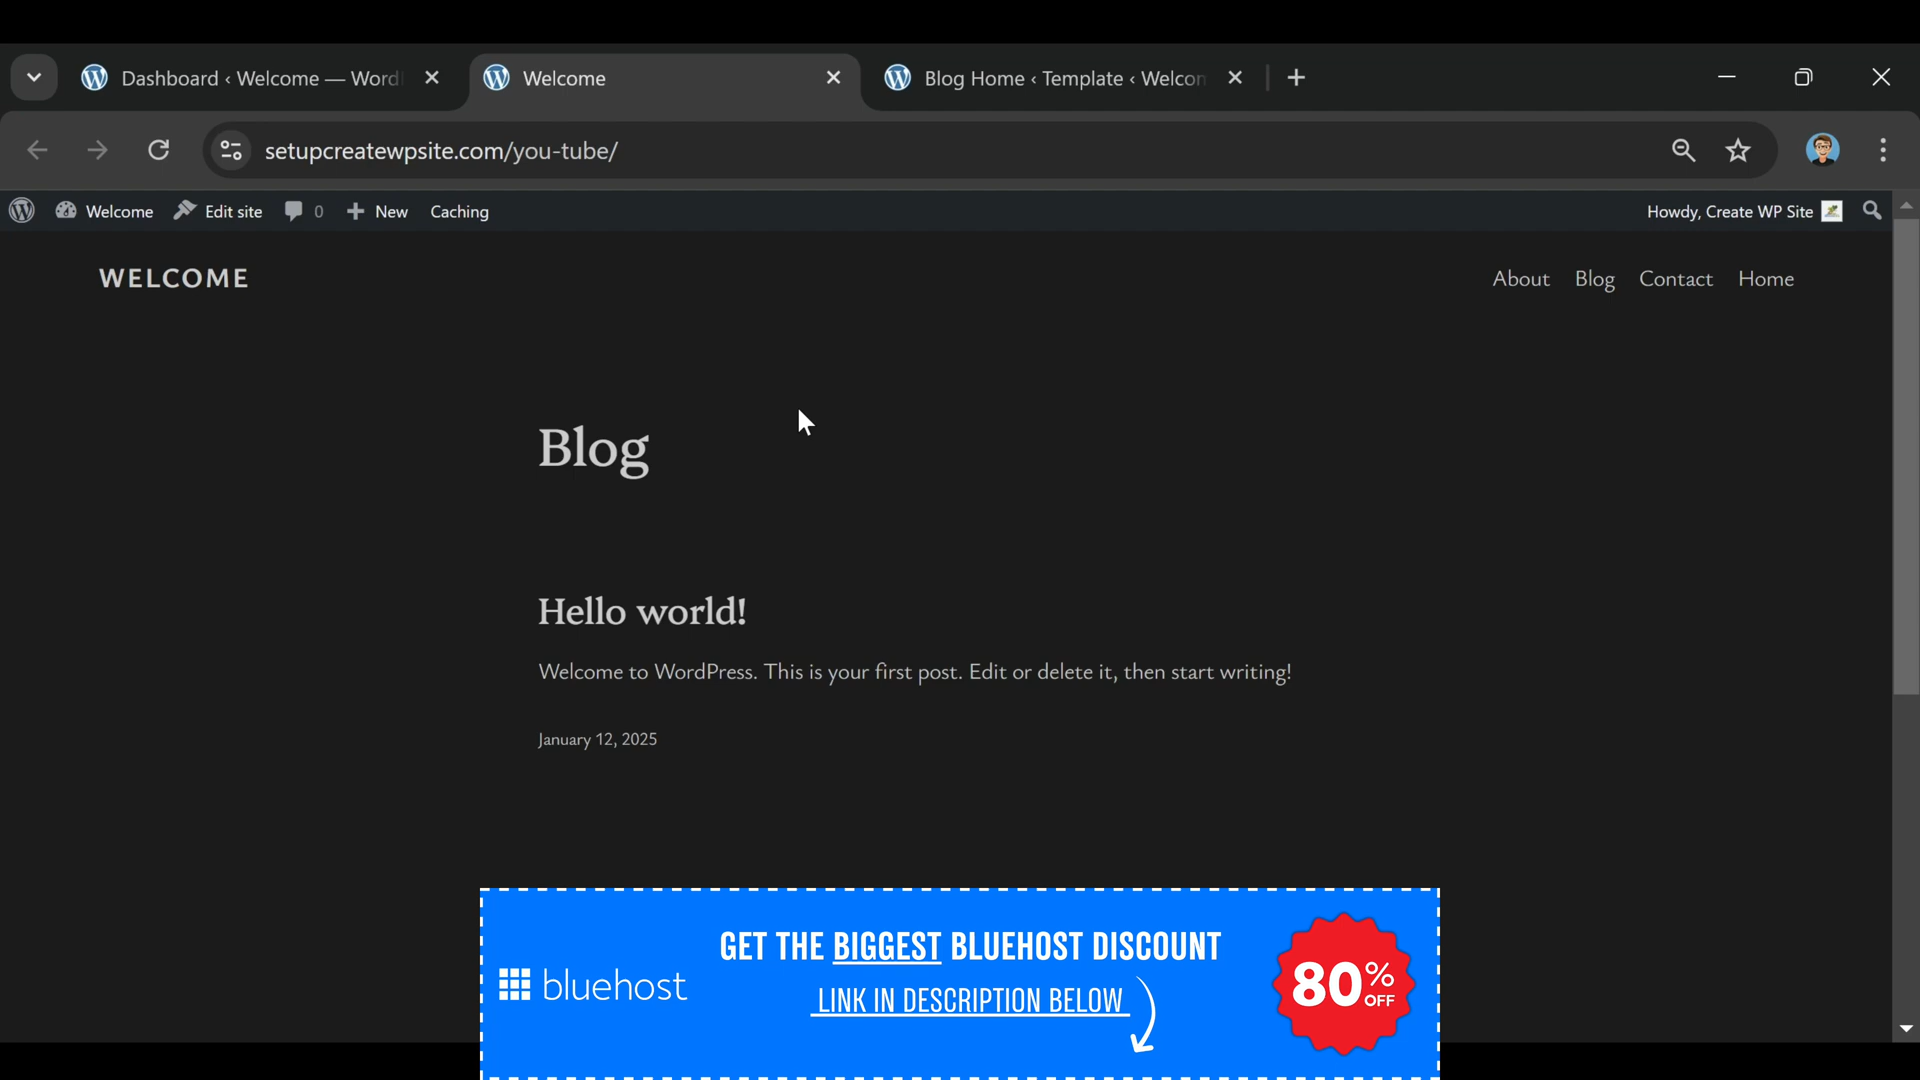 Dashboard ‹ Welcome — Word
Welcome
Blog Home ‹ Template ‹ Welcom
setupcreatewpsite.com/you-tube/
Welcome
Edit site
0
New
Caching
Howdy, Create WP Site
WELCOME
About
Blog
Contact
Home
Blog
Hello world!
Welcome to WordPress. This is your first post. Edit or delete it, then start writing!
January 12, 2025
bluehost
GET THE BIGGEST BLUEHOST DISCOUNT
LINK IN DESCRIPTION BELOW
80% OFF